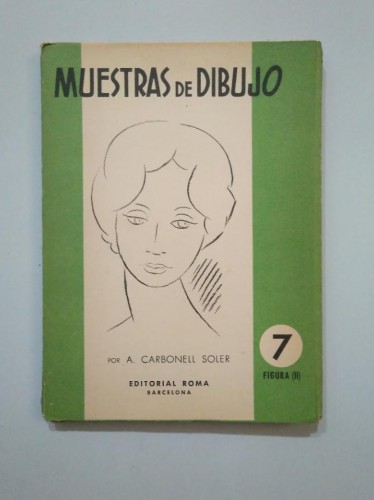 MUESTRAS DE DIBUJO
POR A. CARBONELL SOLER
EDITORIAL ROMA
BARCELONA
7
FIGURA (II)